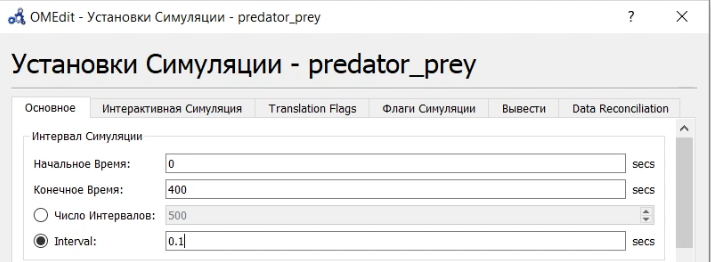 OMEdit - Установки Симуляции - predator_prey ? ×
Установки Симуляции - predator_prey
Основное Интерактивная Симуляция Translation Flags Флаги Симуляции Вывести Data Reconciliation
Интервал Симуляции
Начальное Время: 0 secs
Конечное Время: 400 secs
Число Интервалов: 500
Interval: 0.1 secs